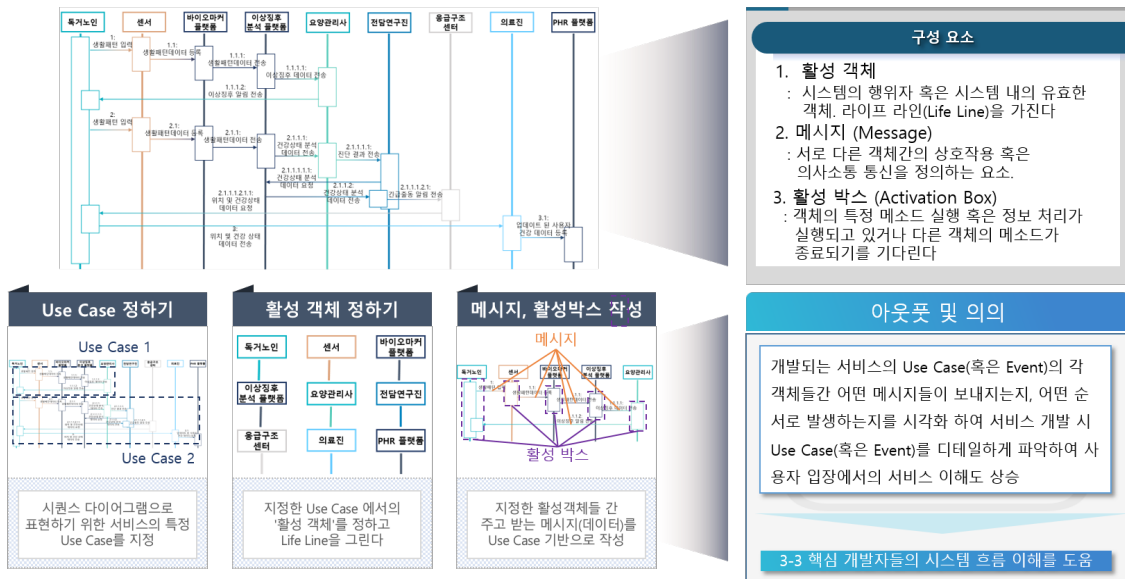 독거노인
센서
바이오마커
플랫폼
이상징후
분석 플랫폼
요양관리사
전담연구진
응급구조
센터
의료진
PHR 플랫폼
1:
생활패턴 입력
1.1:
생활패턴데이터 등록
1.1.1:
생활패턴데이터 전송
1.1.1.1:
이상징후 데이터 전송
1.1.1.2:
이상징후 알림 전송
2:
생활패턴 입력
2.1:
생활패턴데이터 등록
2.1.1:
생활패턴데이터 전송
2.1.1.1:
건강상태 분석
데이터 전송
2.1.1.1.1:
진단 결과 전송
2.1.1.1.1.1:
건강상태 분석
데이터 요청
2.1.1.2:
건강상태 분석
데이터 전송
2.1.1.1.2.1:
긴급출동 알림 전송
2.1.1.1.2.1.1:
위치 및 건강상태
데이터 요청
3:
위치 및 건강 상태
데이터 전송
3.1:
업데이트 된 사용자
건강 데이터 등록
구성 요소
1. 활성 객체
: 시스템의 행위자 혹은 시스템 내의 유효한
객체. 라이프 라인(Life Line)을 가진다
2. 메시지 (Message)
: 서로 다른 객체간의 상호작용 혹은
의사소통 통신을 정의하는 요소.
3. 활성 박스 (Activation Box)
: 객체의 특정 메소드 실행 혹은 정보 처리가
실행되고 있거나 다른 객체의 메소드가
종료되기를 기다린다
Use Case 정하기
Use Case 1
Use Case 2
시퀀스 다이어그램으로
표현하기 위한 서비스의 특정
Use Case를 지정
활성 객체 정하기
독거노인
센서
바이오마커
플랫폼
이상징후
분석 플랫폼
요양관리사
전담연구진
응급구조
센터
의료진
PHR 플랫폼
지정한 Use Case 에서의
'활성 객체'를 정하고
Life Line을 그린다
메시지, 활성박스 작성
메시지
독거노인
센서
바이오마커
플랫폼
이상징후
분석 플랫폼
요양관리사
활성 박스
지정한 활성객체들 간
주고 받는 메시지(데이터)를
Use Case 기반으로 작성
아웃풋 및 의의
개발되는 서비스의 Use Case(혹은 Event)의 각
객체들간 어떤 메시지들이 보내지는지, 어떤 순
서로 발생하는지를 시각화 하여 서비스 개발 시
Use Case(혹은 Event)를 디테일하게 파악하여 사
용자 입장에서의 서비스 이해도 상승
3-3 핵심 개발자들의 시스템 흐름 이해를 도움